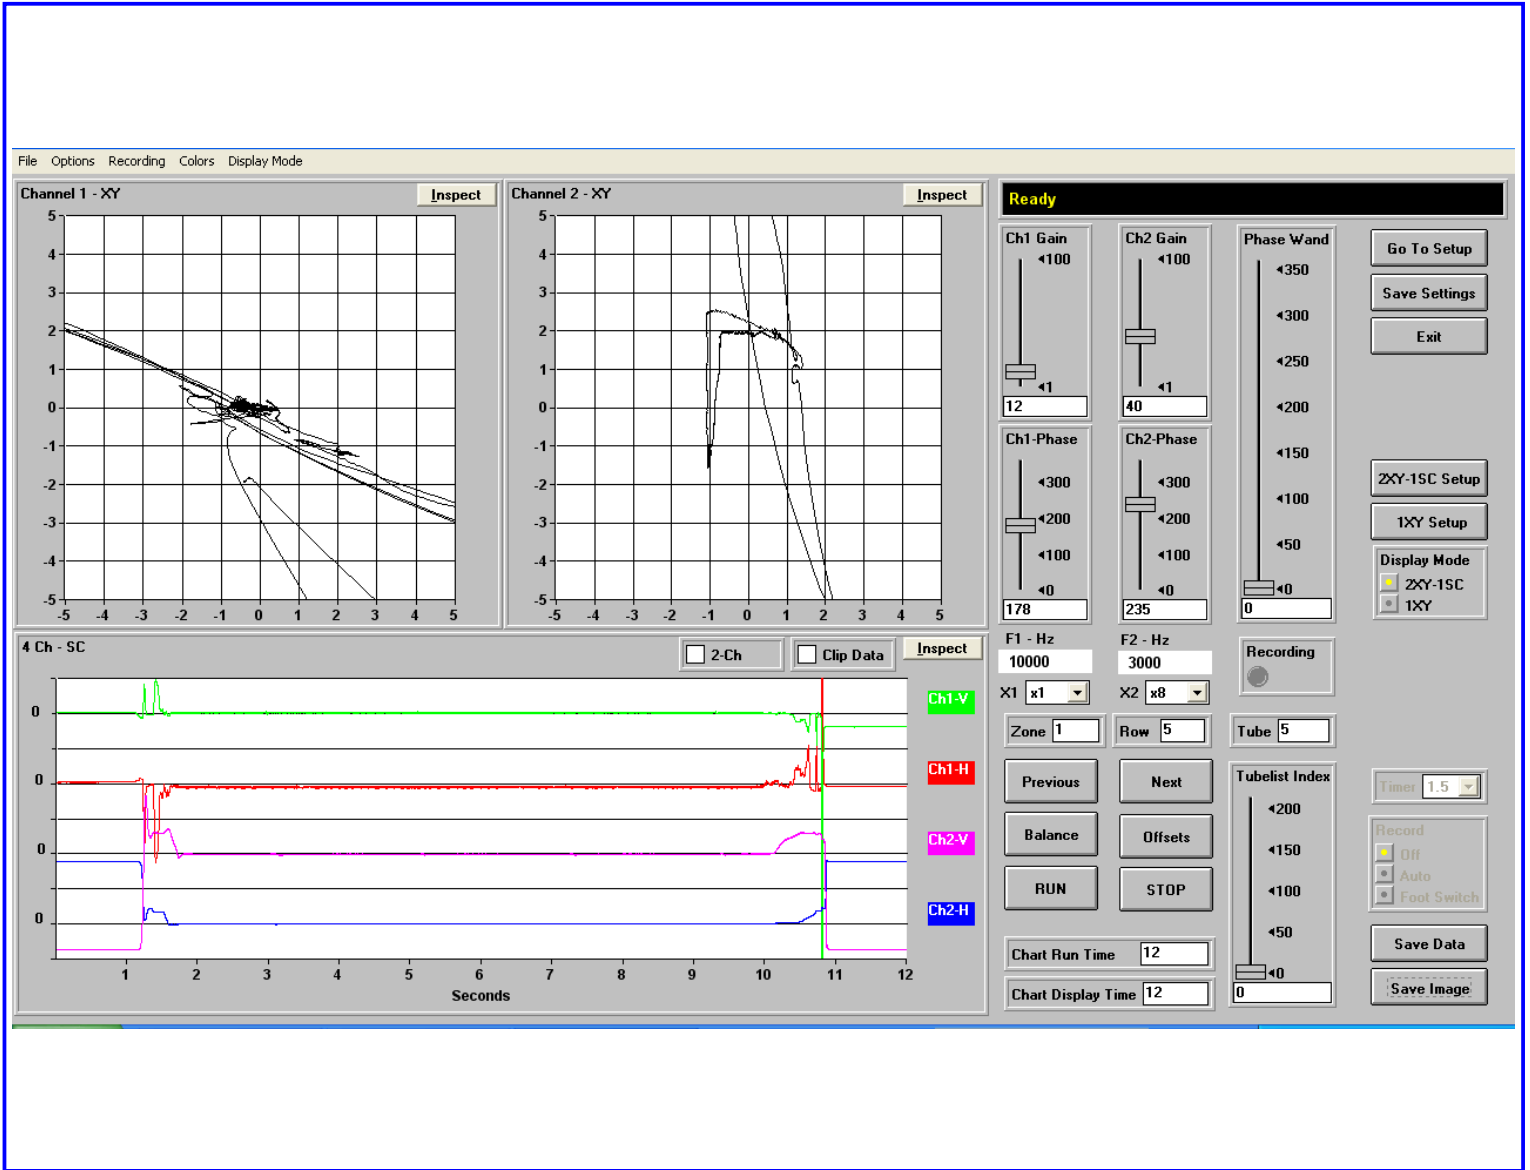 File Options Recording Colors Display Mode
Channel 1 - XY
Inspect
5
4
3
2
1
0
-1
-2
-3
-4
-5
-5 -4 -3 -2 -1 0 1 2 3 4 5
Channel 2 - XY
Inspect
5
4
3
2
1
0
-1
-2
-3
-4
-5
-5 -4 -3 -2 -1 0 1 2 3 4 5
4 Ch - SC
2-Ch
Clip Data
Inspect
0
0
0
0
Ch1-V
Ch1-H
Ch2-V
Ch2-H
1 2 3 4 5 6 7 8 9 10 11 12
Seconds
Ready
Ch1 Gain
100
1
12
Ch2 Gain
100
1
40
Phase Wand
350
300
250
200
150
100
50
0
0
Ch1-Phase
300
200
100
0
178
Ch2-Phase
300
200
100
0
235
Go To Setup
Save Settings
Exit
2XY-1SC Setup
1XY Setup
Display Mode
2XY-1SC
1XY
F1 - Hz
10000
F2 - Hz
3000
Recording
X1 x1
X2 x8
Zone 1
Row 5
Tube 5
Previous
Next
Balance
Offsets
RUN
STOP
Tubelist Index
200
150
100
50
0
0
Timer 1.5
Record
Off
Auto
Foot Switch
Chart Run Time 12
Chart Display Time 12
Save Data
Save Image